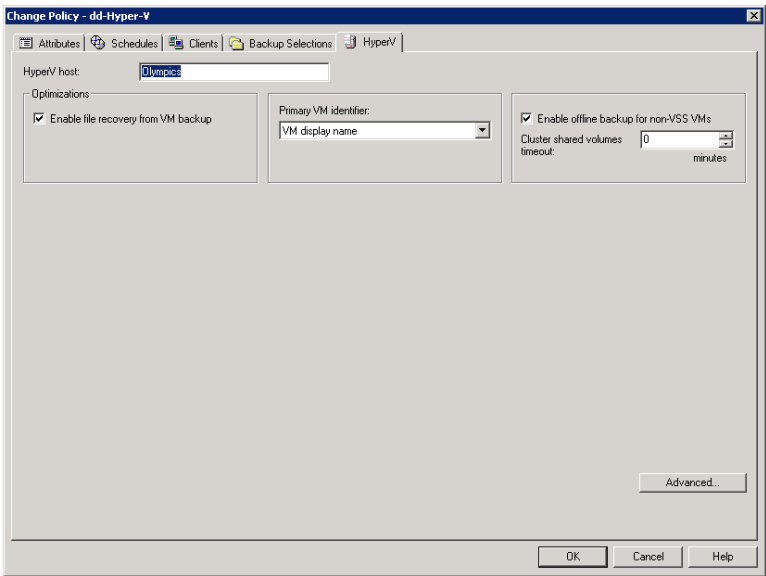 Change Policy - dd-Hyper-V
Attributes Schedules Clients Backup Selections HyperV
HyperV host: Olympics
Optimizations
Enable file recovery from VM backup
Primary VM identifier:
VM display name
Enable offline backup for non-VSS VMs
Cluster shared volumes timeout: 0
minutes
Advanced...
OK Cancel Help